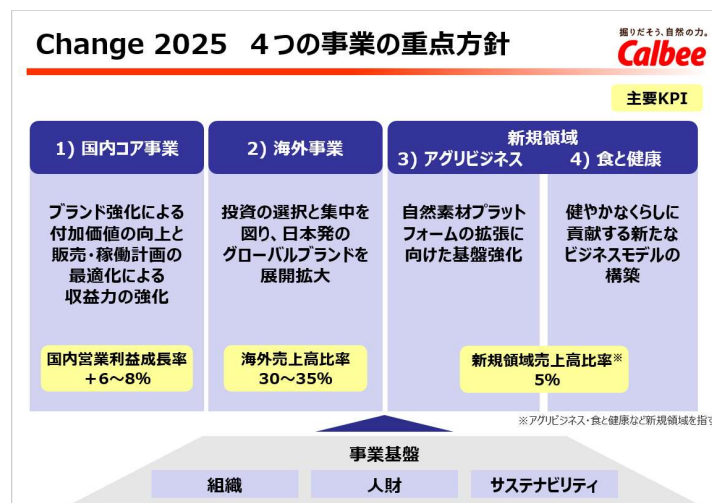 Change 2025 4つの事業の重点方針
掘りだそう、自然の力。
Calbee
主要KPI
1) 国内コア事業
2) 海外事業
新規領域
3) アグリビジネス
4) 食と健康
ブランド強化による
付加価値の向上と
販売・稼働計画の
最適化による
収益力の強化
投資の選択と集中を
図り、日本発の
グローバルブランドを
展開拡大
自然素材プラット
フォームの拡張に
向けた基盤強化
健やかなくらしに
貢献する新たな
ビジネスモデルの
構築
国内営業利益成長率
+6~8%
海外売上高比率
30~35%
新規領域売上高比率※
5%
※アグリビジネス・食と健康など新規領域を指す
事業基盤
組織
人財
サステナビリティ